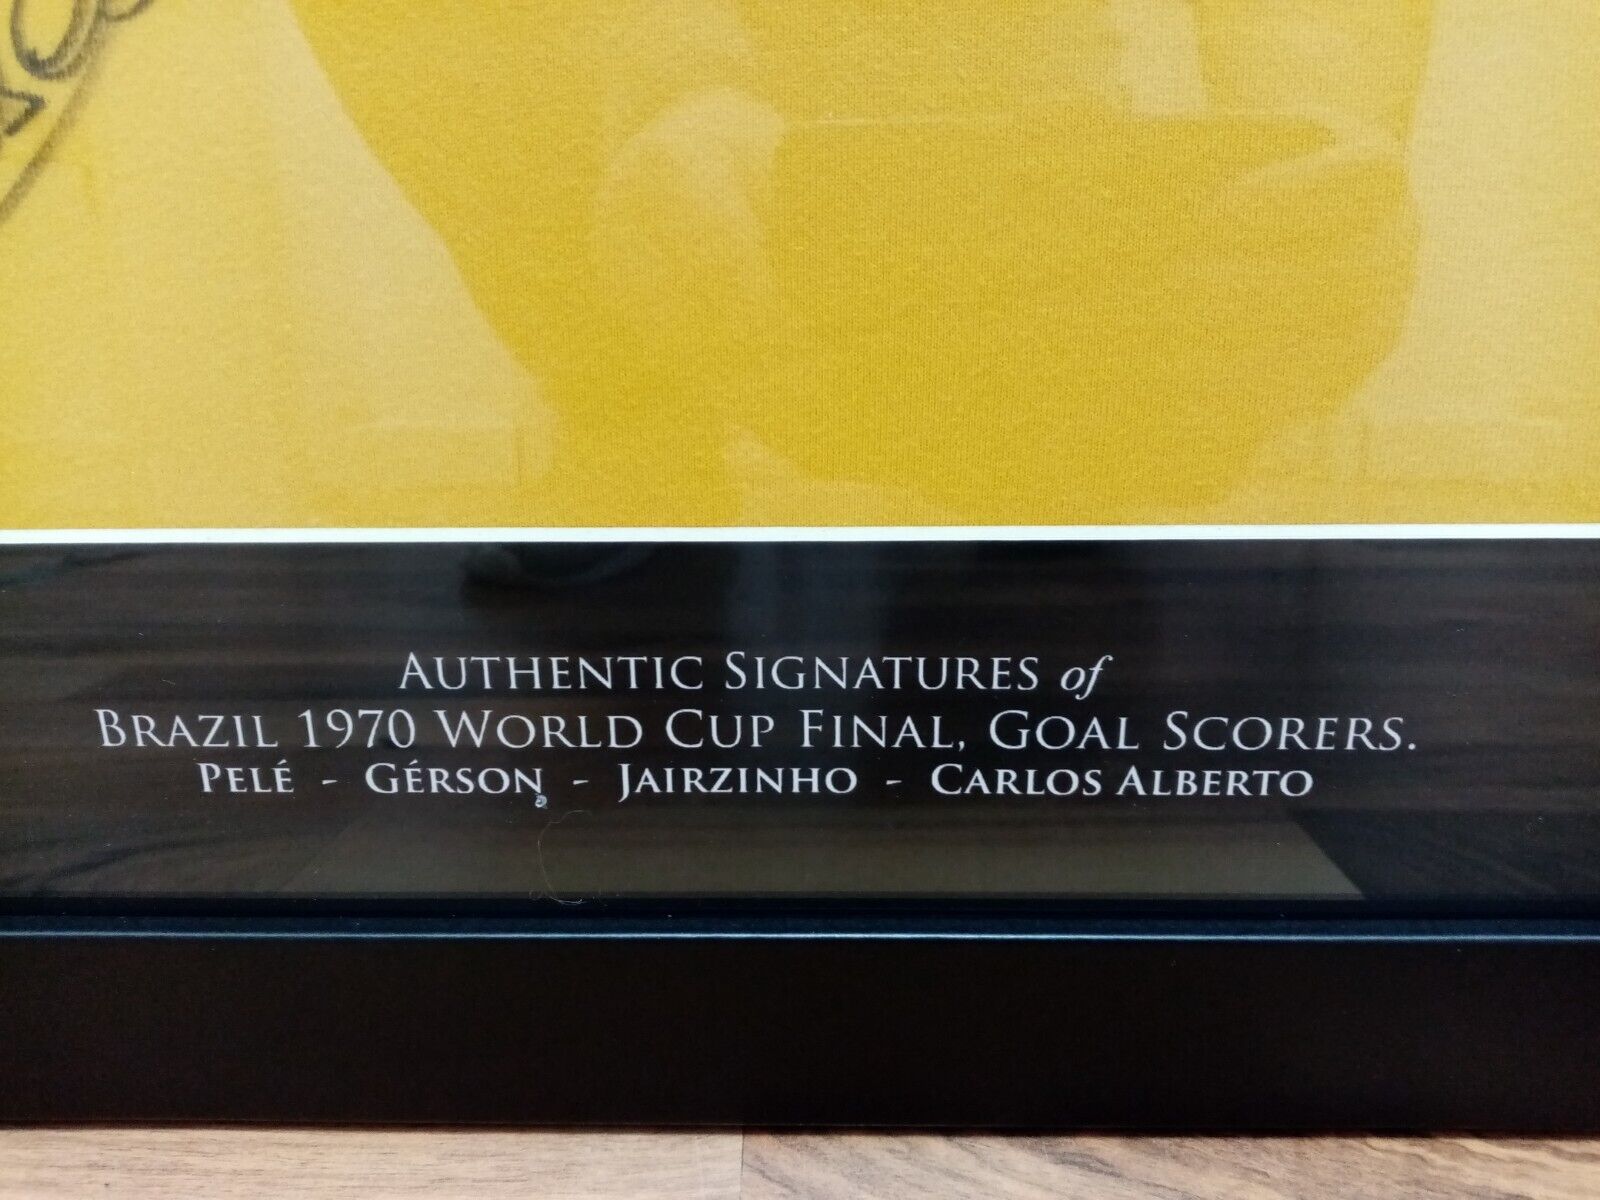 Authentic Signatures of
Brazil 1970 World Cup Final, Goal Scorers.
Pelé - Gérson - Jairzinho - Carlos Alberto